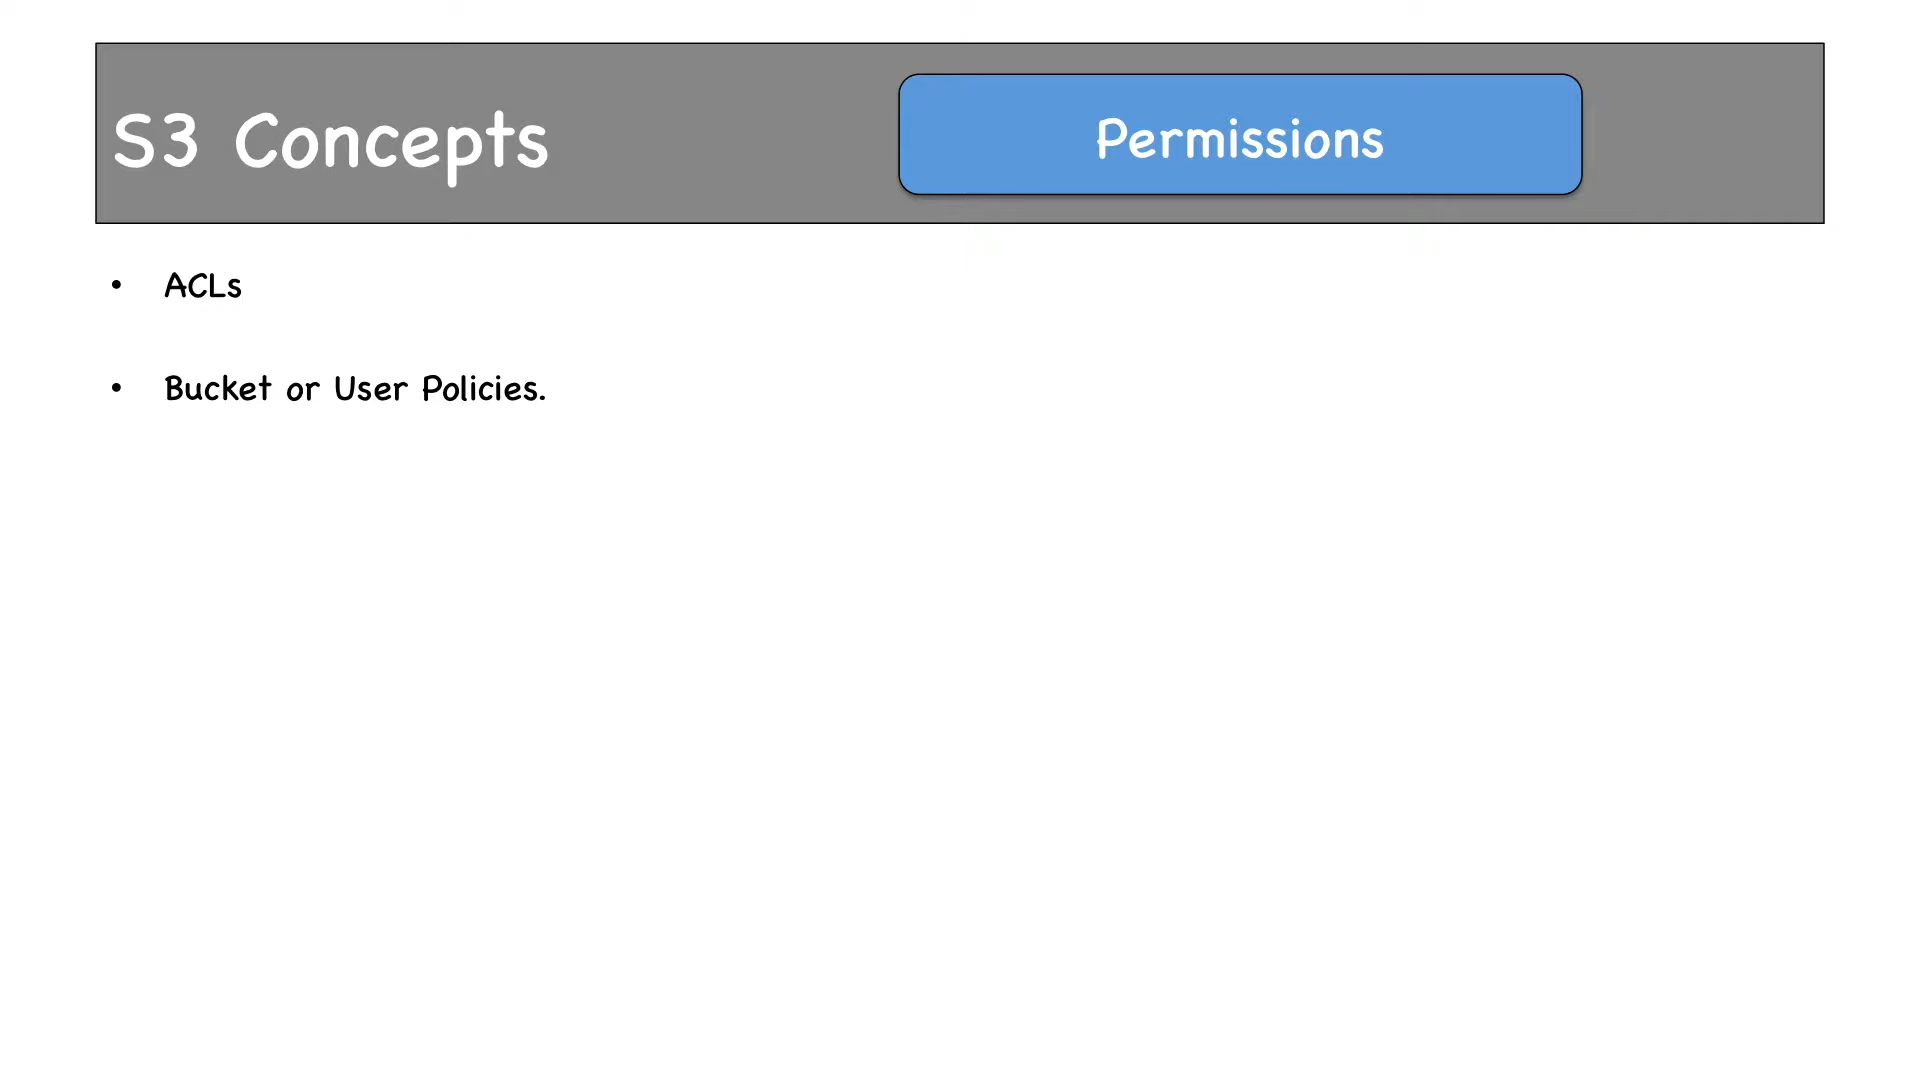 S3 Concepts
Permissions
• ACLs
• Bucket or User Policies.